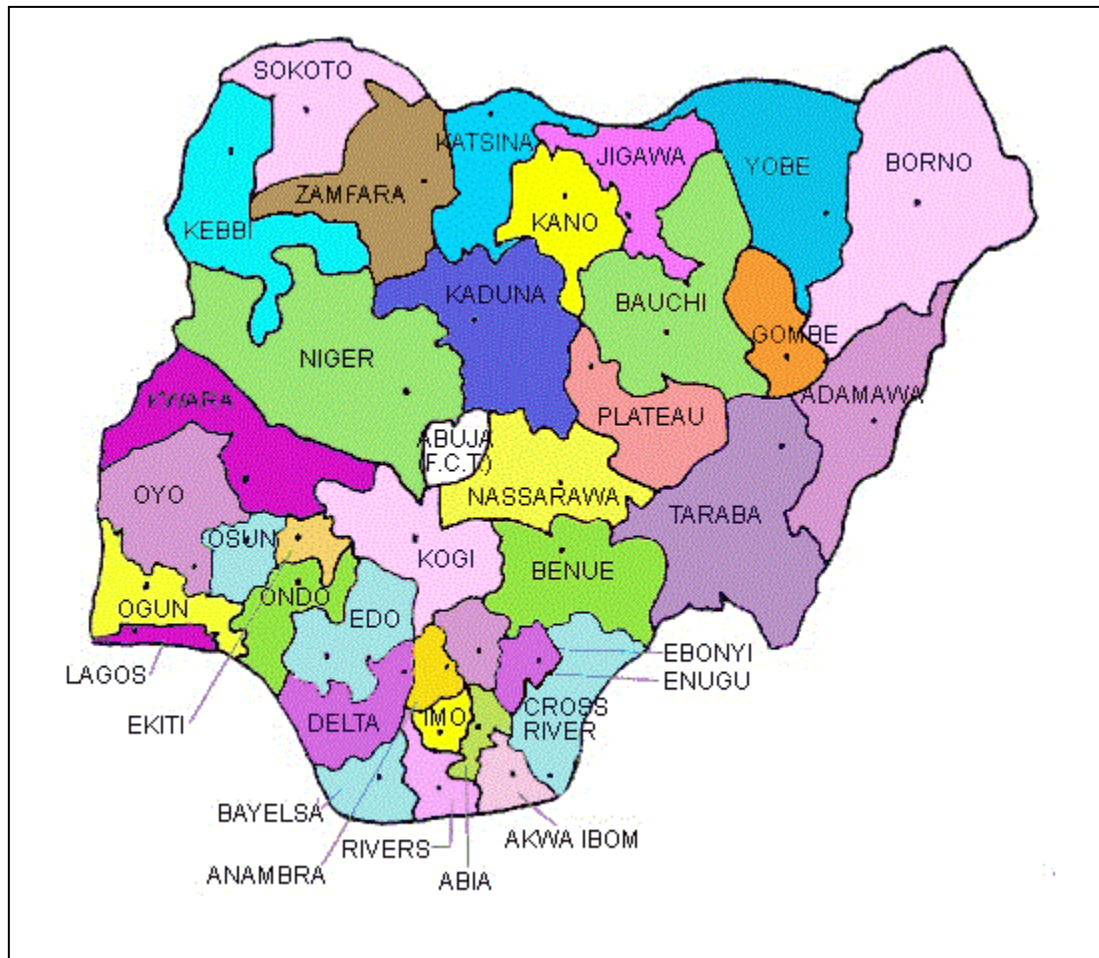 SOKOTO
KATSINA
JIGAWA
YOBE
BORNO
ZAMFARA
KANO
KEBBI
KADUNA
BAUCHI
NIGER
GOMBE
KWARA
ADAMAWA
PLATEAU
ABUJA
(F.C.T.)
OYO
NASSARAWA
TARABA
OSUN
KOGI
BENUE
ONDO
OGUN
EDO
EBONYI
LAGOS
ENUGU
EKITI
DELTA
IMO
CROSS
RIVER
BAYELSA
RIVERS
AKWA IBOM
ANAMBRA
ABIA